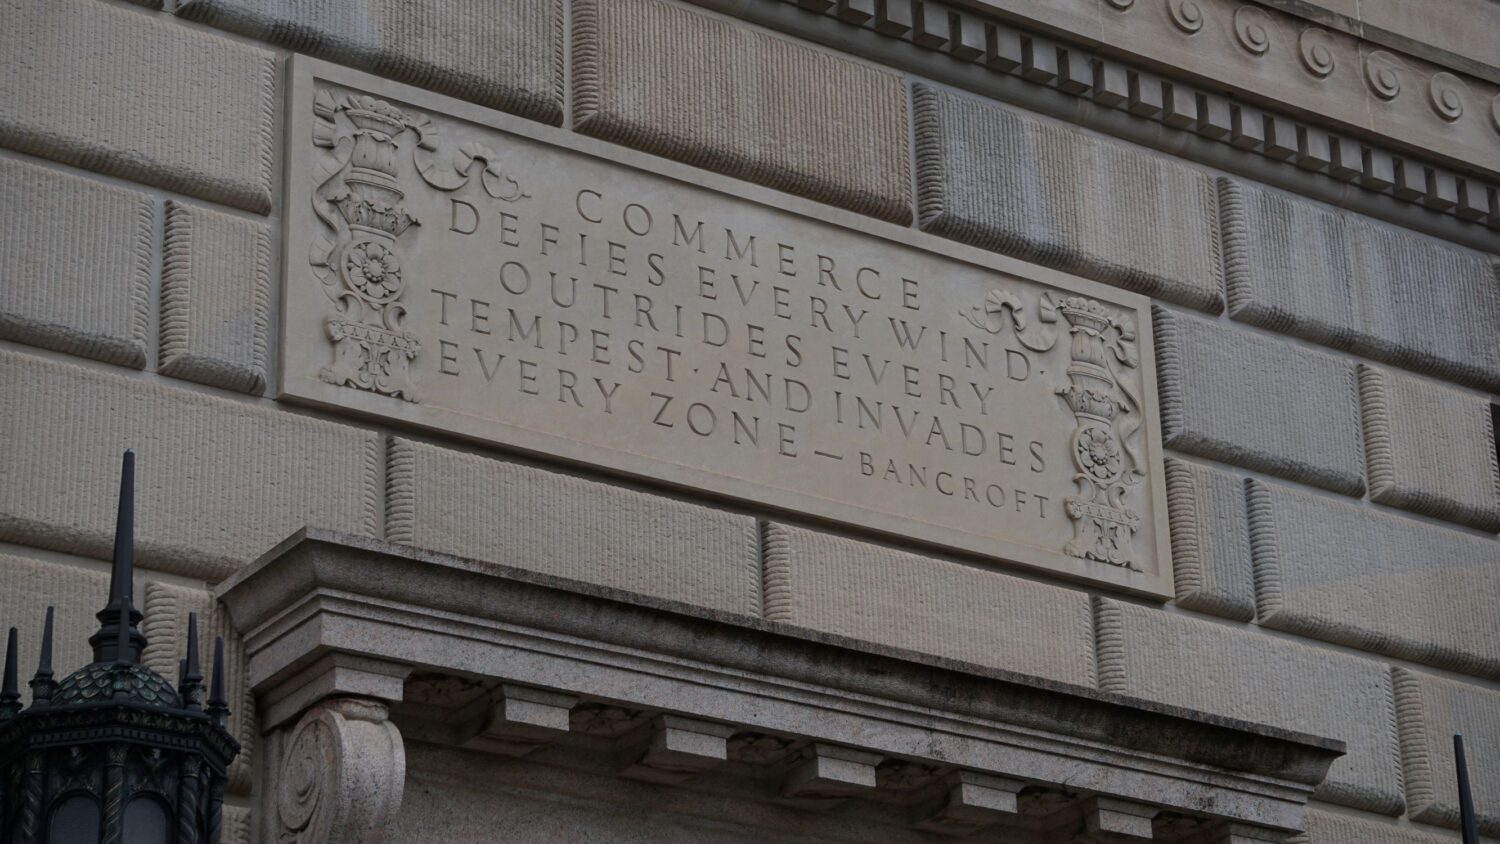 COMMERCE
DEFIES EVERY WIND·
OUTRIDES EVERY
TEMPEST·AND INVADES
EVERY ZONE — BANCROFT